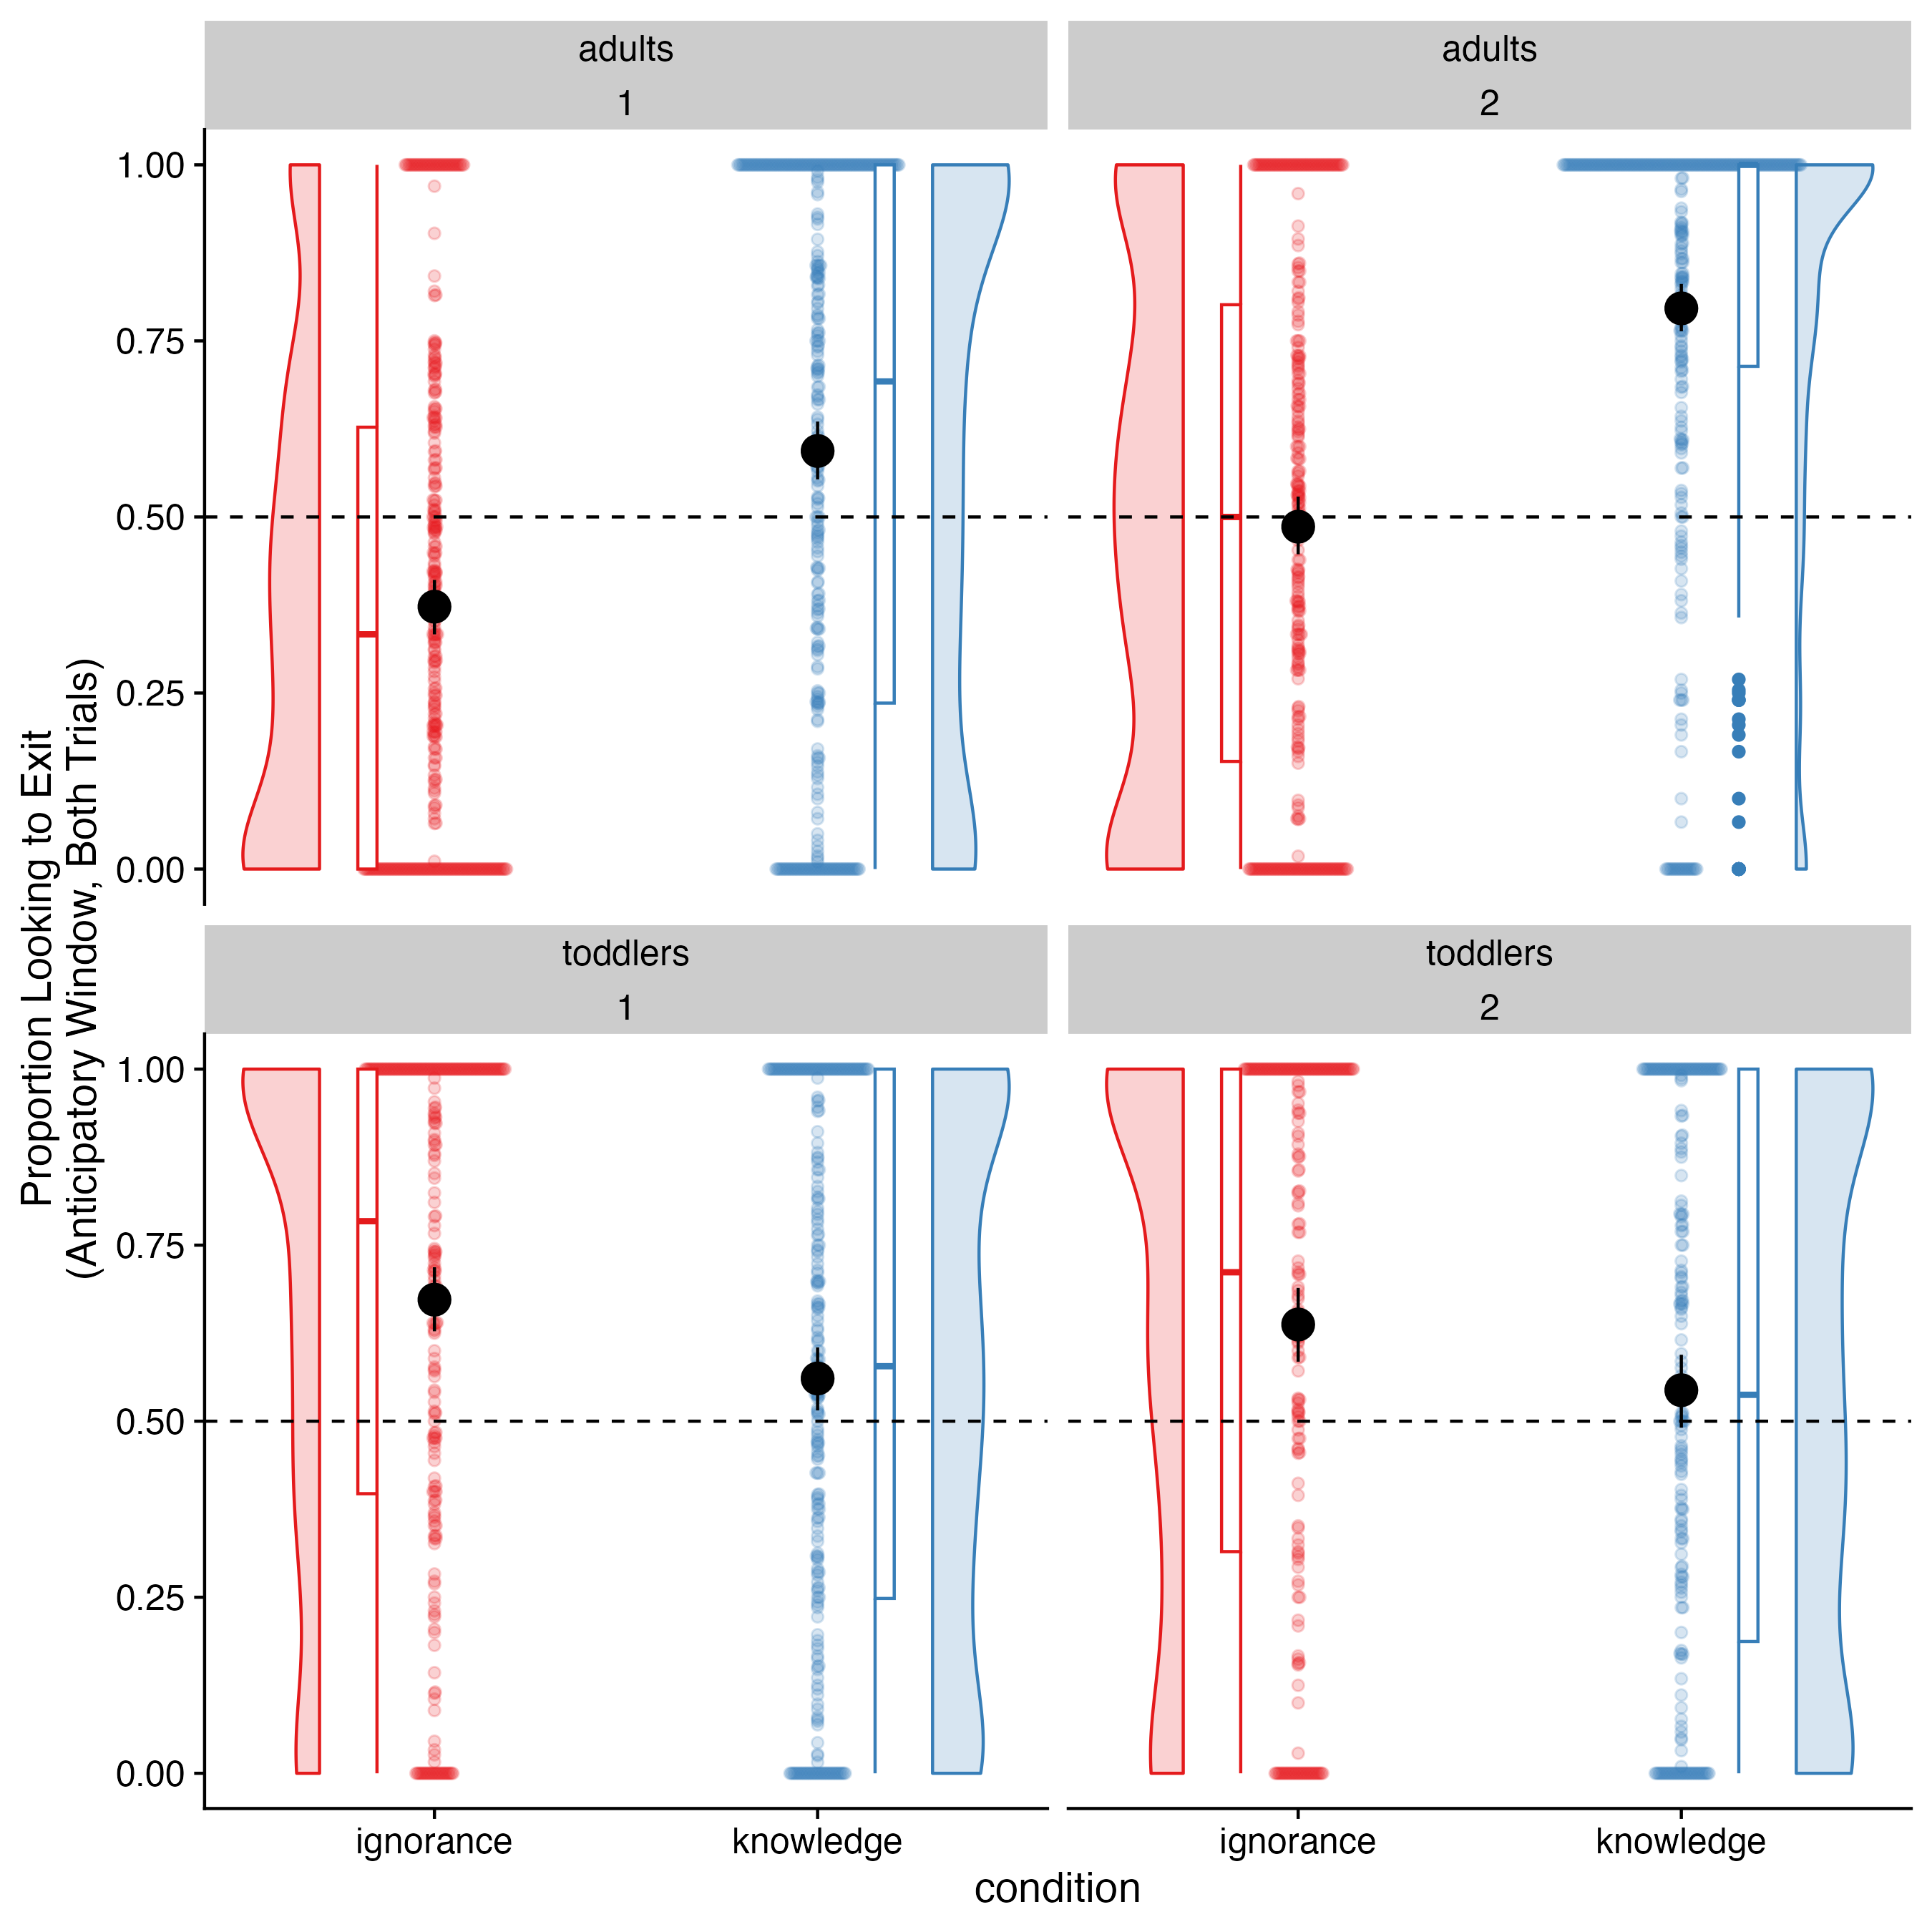 adults
1
adults
2
1.00
0.75
0.50
0.25
0.00
toddlers
1
toddlers
2
1.00
0.75
0.50
0.25
0.00
Proportion Looking to Exit
(Anticipatory Window, Both Trials)
ignorance
knowledge
ignorance
knowledge
condition